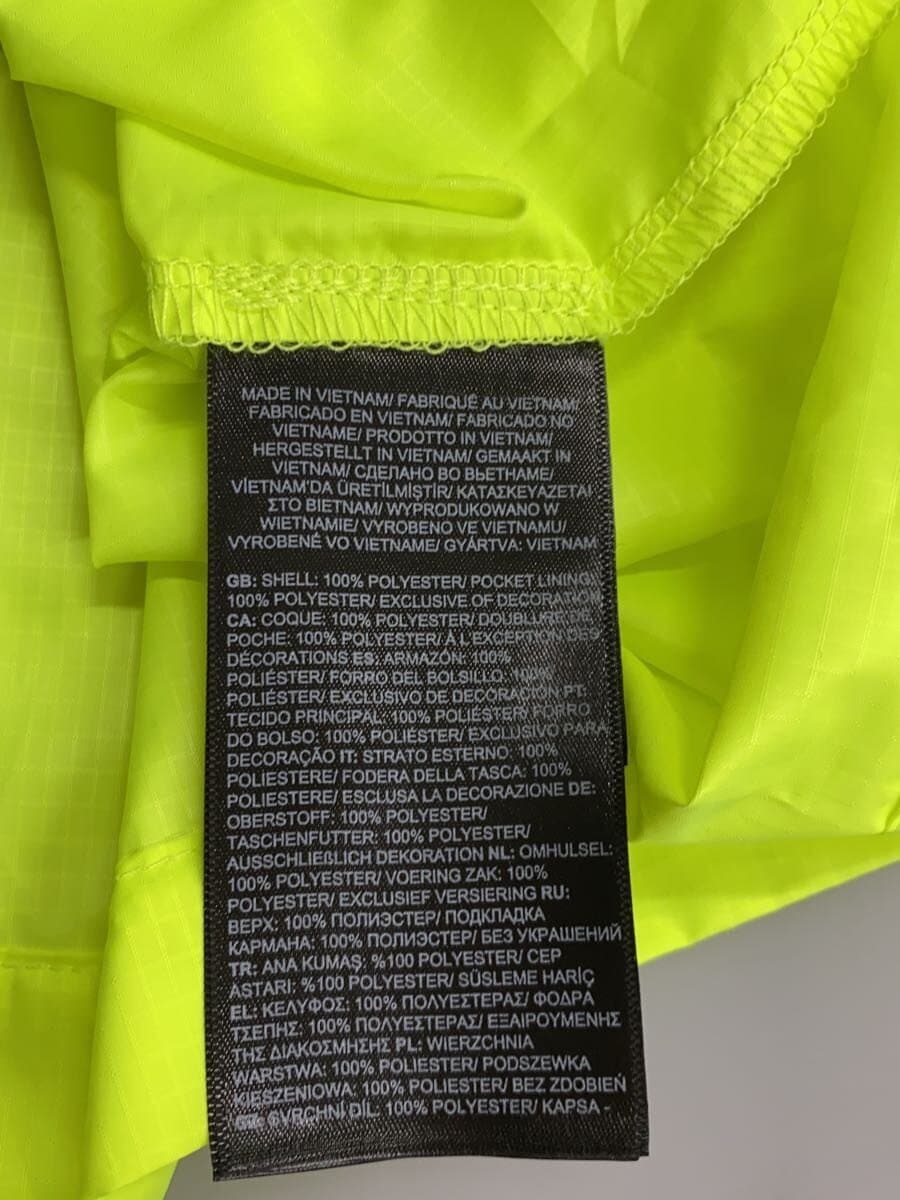 MADE IN VIETNAM/ FABRIQUÉ AU VIETNAM/
FABRICADO EN VIETNAM/ FABRICADO NO
VIETNAME/ PRODOTTO IN VIETNAM/
HERGESTELLT IN VIETNAM/ GEMAAKT IN
VIETNAM/ СДЕЛАНО ВО ВЬЕТНАМЕ/
VİETNAM'DA ÜRETİLMİŞTİR/ ΚΑΤΑΣΚΕΥΑΖΕΤΑΙ
ΣΤΟ ΒΙΕΤΝΑΜ/ WYPRODUKOWANO W
WIETNAMIE/ VYROBENO VE VIETNAMU/
VYROBENÉ VO VIETNAME/ GYÁRTVA: VIETNAM
GB: SHELL: 100% POLYESTER/ POCKET LINING:
100% POLYESTER/ EXCLUSIVE OF DECORATION
CA: COQUE: 100% POLYESTER/ DOUBLURE DE
POCHE: 100% POLYESTER/ À L'EXCEPTION DES
DÉCORATIONS ES: ARMAZÓN: 100%
POLIÉSTER/ FORRO DEL BOLSILLO: 100%
POLIÉSTER/ EXCLUSIVO DE DECORACIÓN PT:
TECIDO PRINCIPAL: 100% POLIÉSTER/ FORRO
DO BOLSO: 100% POLIÉSTER/ EXCLUSIVO PARA
DECORAÇÃO IT: STRATO ESTERNO: 100%
POLIESTERE/ FODERA DELLA TASCA: 100%
POLIESTERE/ ESCLUSA LA DECORAZIONE DE:
OBERSTOFF: 100% POLYESTER/
TASCHENFUTTER: 100% POLYESTER/
AUSSCHLIEßLICH DEKORATION NL: OMHULSEL:
100% POLYESTER/ VOERING ZAK: 100%
POLYESTER/ EXCLUSIEF VERSIERING RU:
ВЕРХ: 100% ПОЛИЭСТЕР/ ПОДКЛАДКА
КАРМАНА: 100% ПОЛИЭСТЕР/ БЕЗ УКРАШЕНИЙ
TR: ANA KUMAŞ: %100 POLYESTER/ CEP
ASTARI: %100 POLYESTER/ SÜSLEME HARİÇ
EL: ΚΕΛΥΦΟΣ: 100% ΠΟΛΥΕΣΤΕΡΑΣ/ ΦΟΔΡΑ
ΤΣΕΠΗΣ: 100% ΠΟΛΥΕΣΤΕΡΑΣ/ ΕΞΑΙΡΟΥΜΕΝΗΣ
ΤΗΣ ΔΙΑΚΟΣΜΗΣΗΣ PL: WIERZCHNIA
WARSTWA: 100% POLIESTER/ PODSZEWKA
KIESZENIOWA: 100% POLIESTER/ BEZ ZDOBIEŃ
SVRCHNÍ DÍL: 100% POLYESTER/ KAPSA -